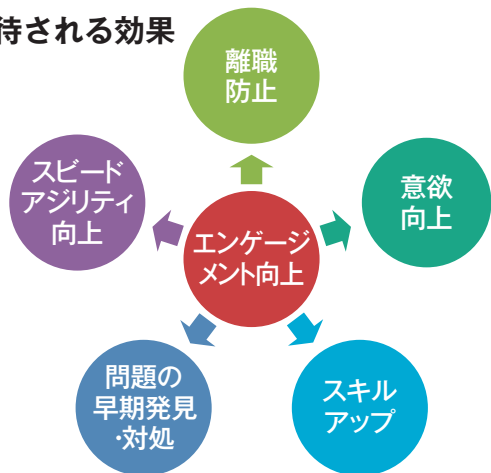 待される効果
離職
防止
スピード
アジリティ
向上
意欲
向上
エンゲージ
メント向上
問題の
早期発見
・対処
スキル
アップ